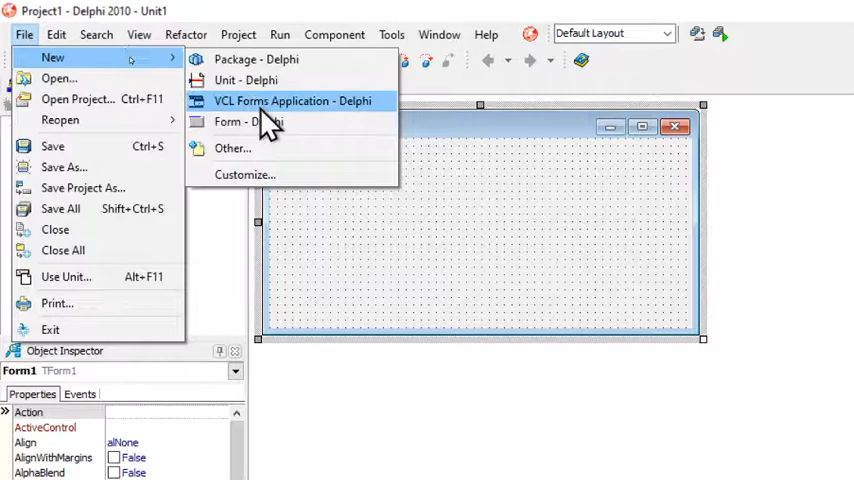 Project1 - Delphi 2010 - Unit1
File Edit Search View Refactor Project Run Component Tools Window Help Default Layout
New
Open...
Open Project... Ctrl+F11
Reopen
Save Ctrl+S
Save As...
Save Project As...
Save All Shift+Ctrl+S
Close
Close All
Use Unit... Alt+F11
Print...
Exit
Package - Delphi
Unit - Delphi
VCL Forms Application - Delphi
Form - Delphi
Other...
Customize...
Object Inspector
Form1 TForm1
Properties Events
Action
ActiveControl
Align alNone
AlignWithMargins False
AlphaBlend False